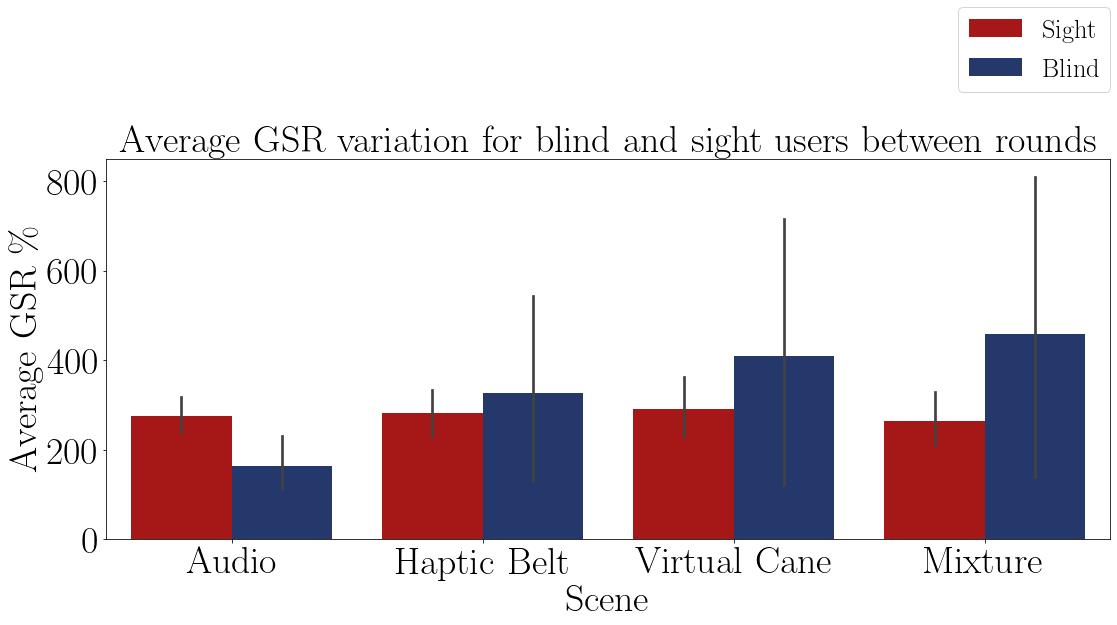 Sight
Blind
Average GSR variation for blind and sight users between rounds
Average GSR %
800
600
400
200
0
Audio
Haptic Belt
Virtual Cane
Mixture
Scene